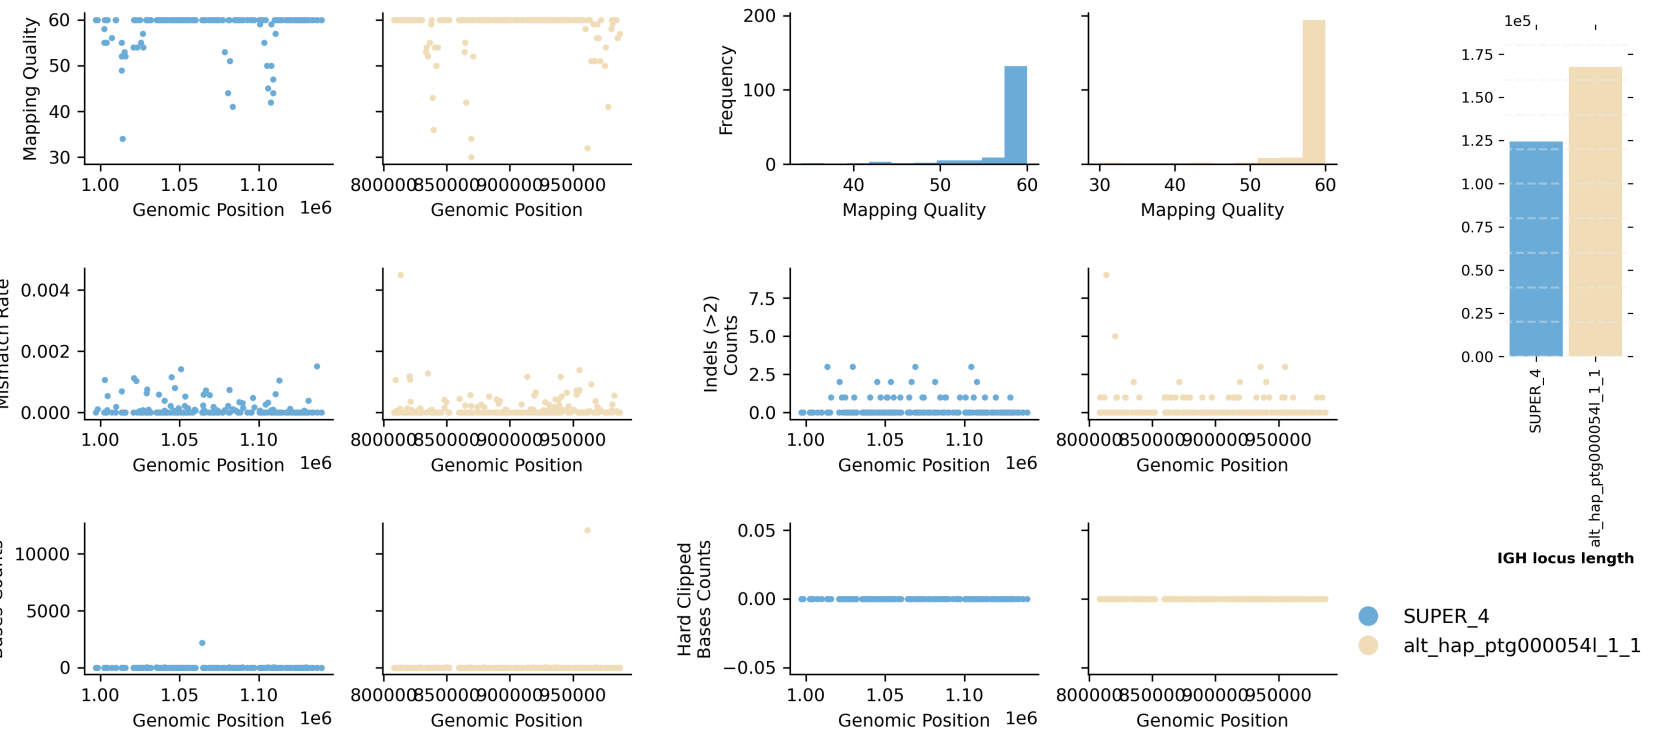 60
50
40
30
Mapping Quality
1.00 1.05 1.10
Genomic Position 1e6
800000 850000 900000 950000
Genomic Position
200
100
0
Frequency
40 50 60
Mapping Quality
30 40 50 60
Mapping Quality
1e5
1.75
1.50
1.25
1.00
0.75
0.50
0.25
0.00
SUPER_4
alt_hap_ptg000054l_1_1
IGH locus length
0.004
0.002
0.000
Mismatch Rate
1.00 1.05 1.10
Genomic Position 1e6
800000 850000 900000 950000
Genomic Position
7.5
5.0
2.5
0.0
Indels (>2)
Counts
1.00 1.05 1.10
Genomic Position 1e6
800000 850000 900000 950000
Genomic Position
10000
5000
0
Bases Counts
1.00 1.05 1.10
Genomic Position 1e6
800000 850000 900000 950000
Genomic Position
0.05
0.00
−0.05
Hard Clipped
Bases Counts
1.00 1.05 1.10
Genomic Position 1e6
800000 850000 900000 950000
Genomic Position
SUPER_4
alt_hap_ptg000054l_1_1